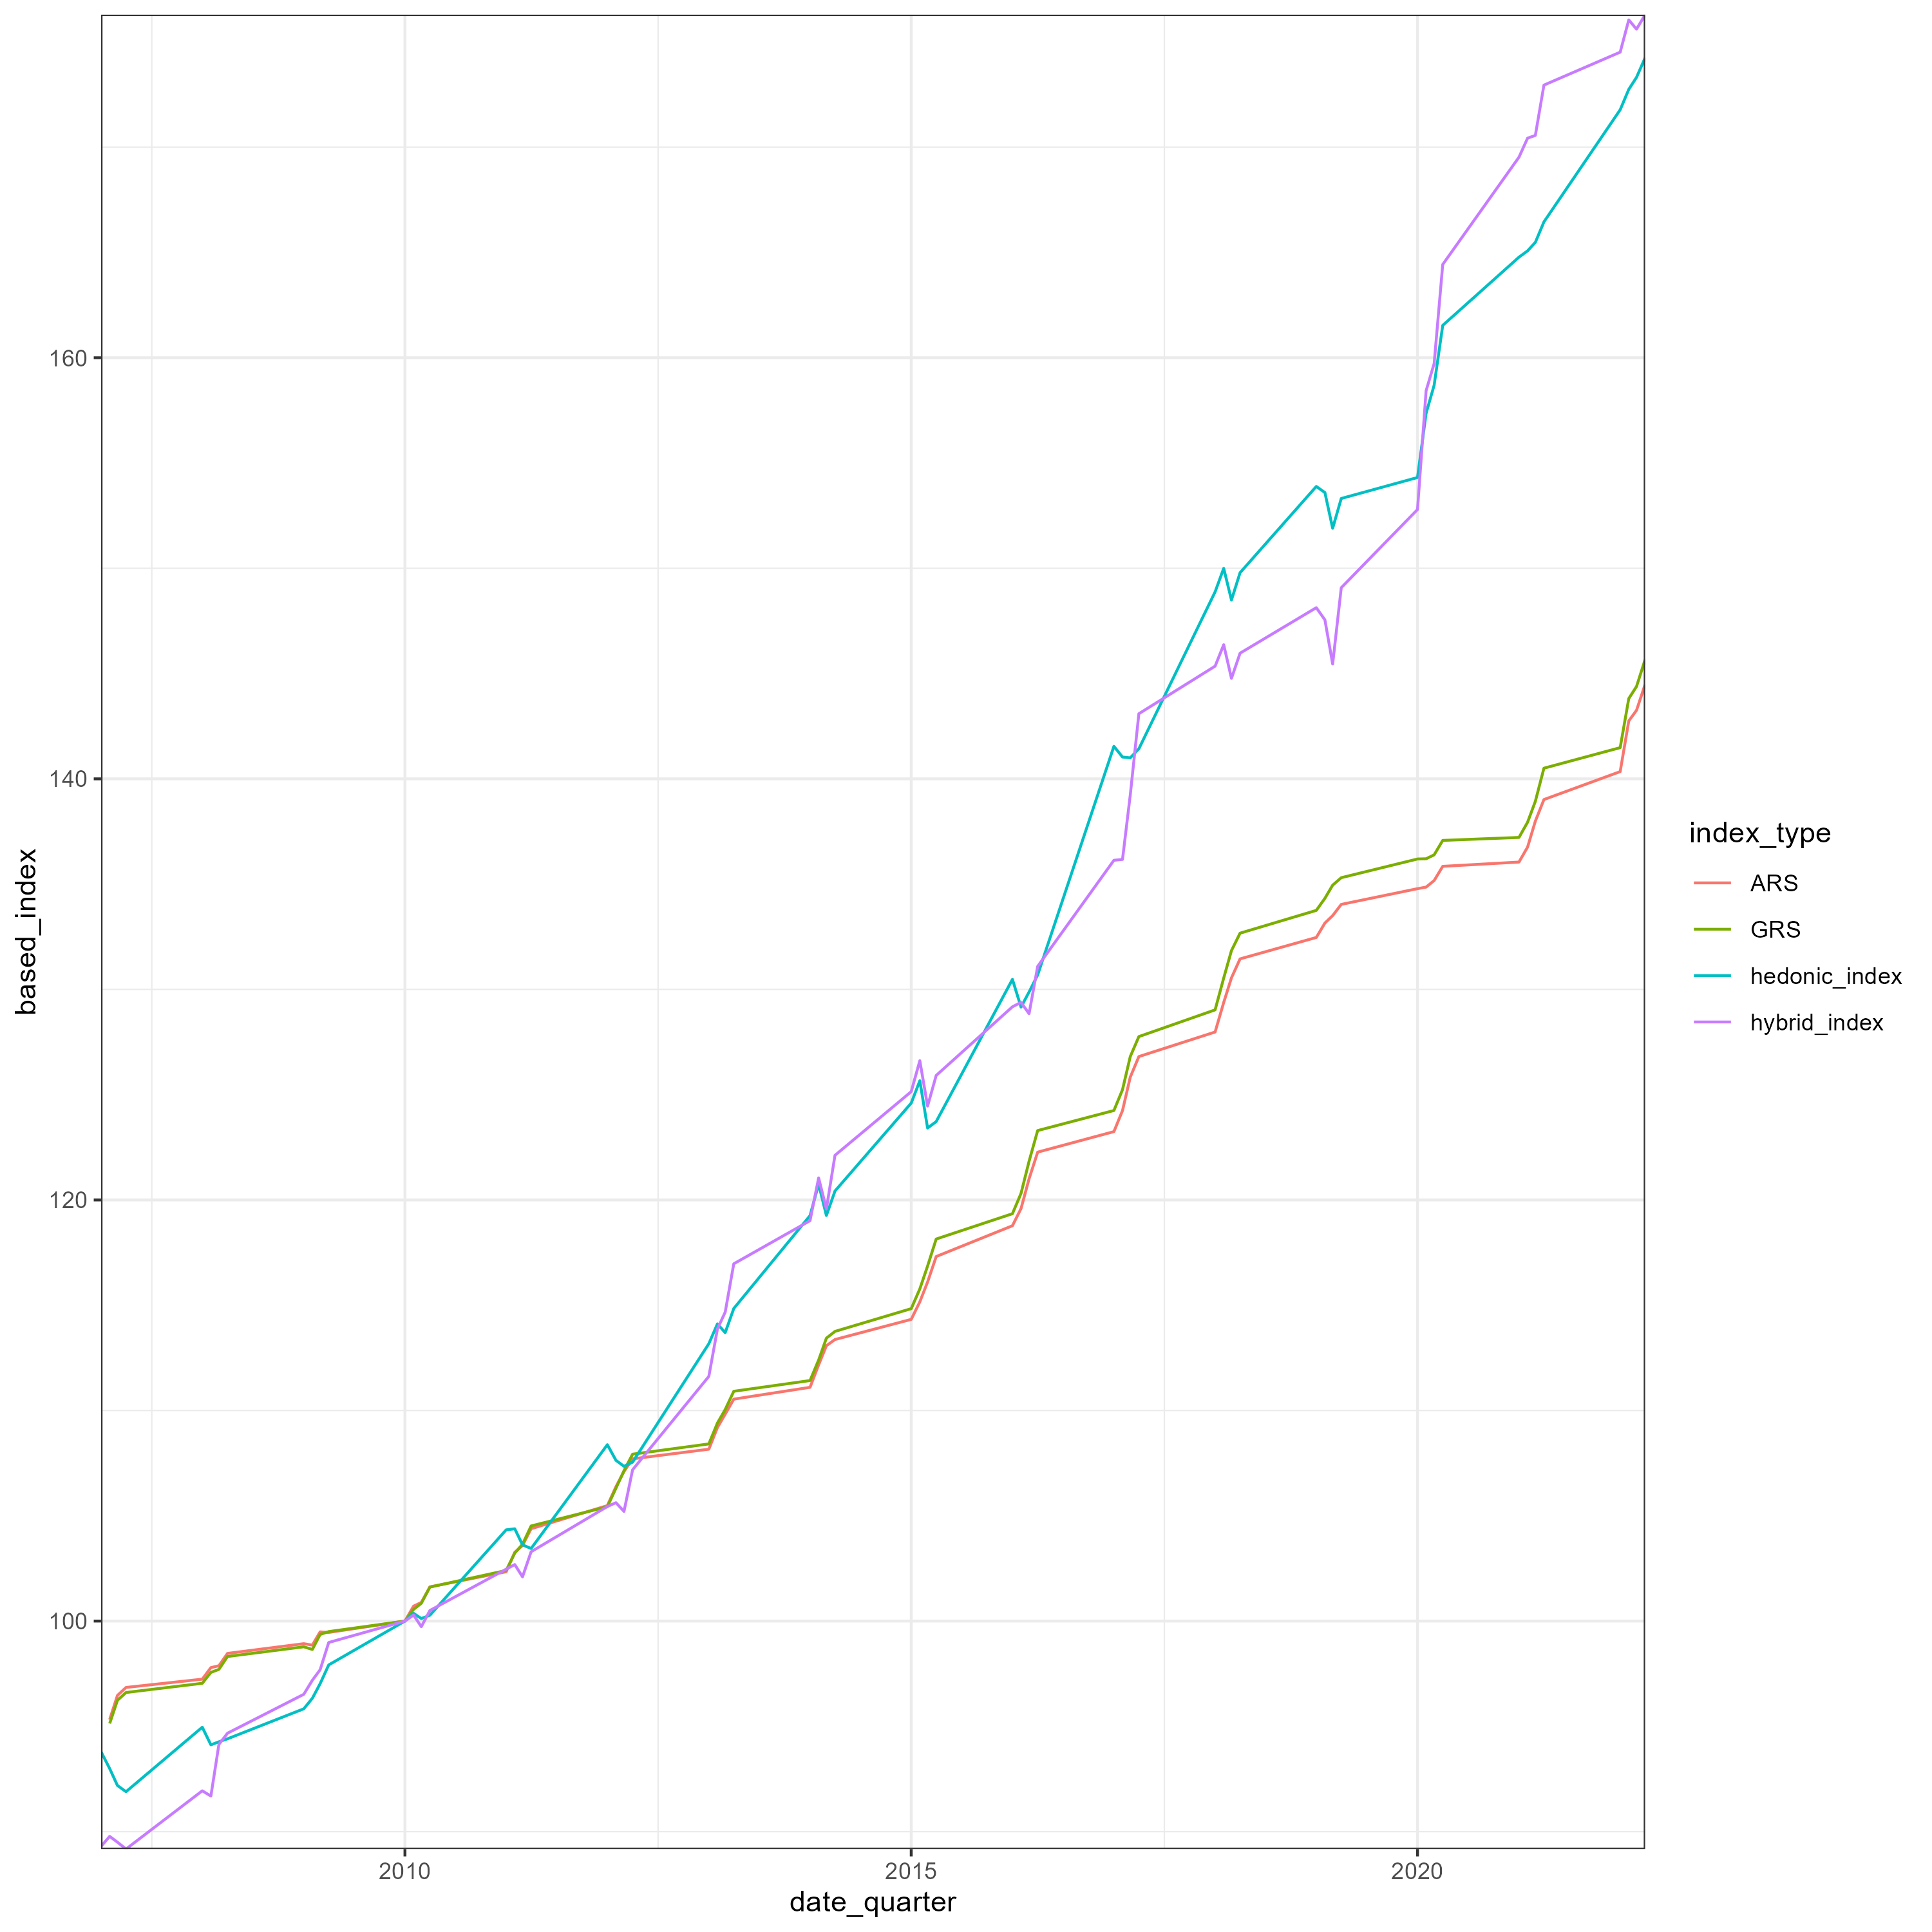 based_index
160
140
120
100
2010
2015
2020
date_quarter
index_type
ARS
GRS
hedonic_index
hybrid_index